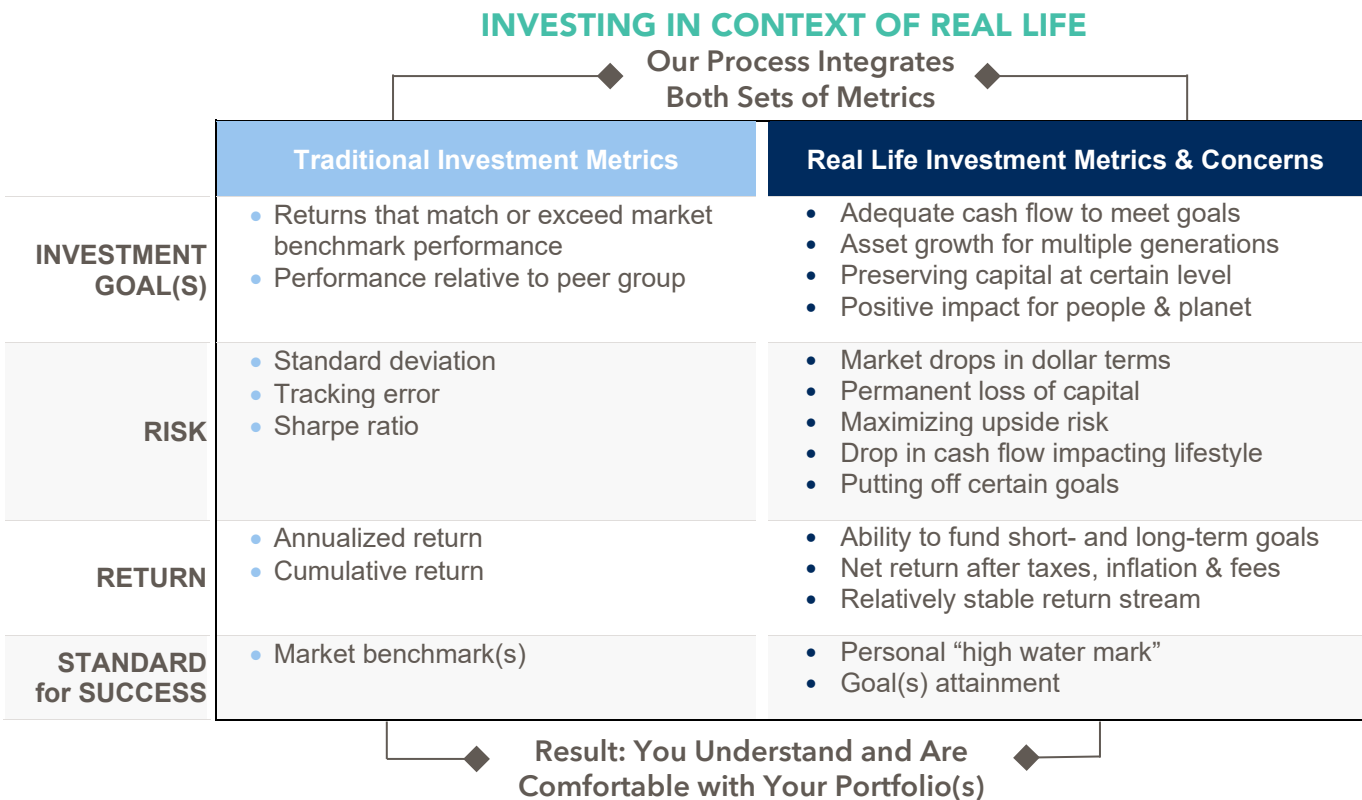 INVESTING IN CONTEXT OF REAL LIFE
Our Process Integrates
Both Sets of Metrics
Traditional Investment Metrics
Real Life Investment Metrics & Concerns
INVESTMENT
GOAL(S)
• Returns that match or exceed market
benchmark performance
• Performance relative to peer group
• Adequate cash flow to meet goals
• Asset growth for multiple generations
• Preserving capital at certain level
• Positive impact for people & planet
RISK
• Standard deviation
• Tracking error
• Sharpe ratio
• Market drops in dollar terms
• Permanent loss of capital
• Maximizing upside risk
• Drop in cash flow impacting lifestyle
• Putting off certain goals
RETURN
• Annualized return
• Cumulative return
• Ability to fund short- and long-term goals
• Net return after taxes, inflation & fees
• Relatively stable return stream
STANDARD
for SUCCESS
• Market benchmark(s)
• Personal “high water mark”
• Goal(s) attainment
Result: You Understand and Are
Comfortable with Your Portfolio(s)